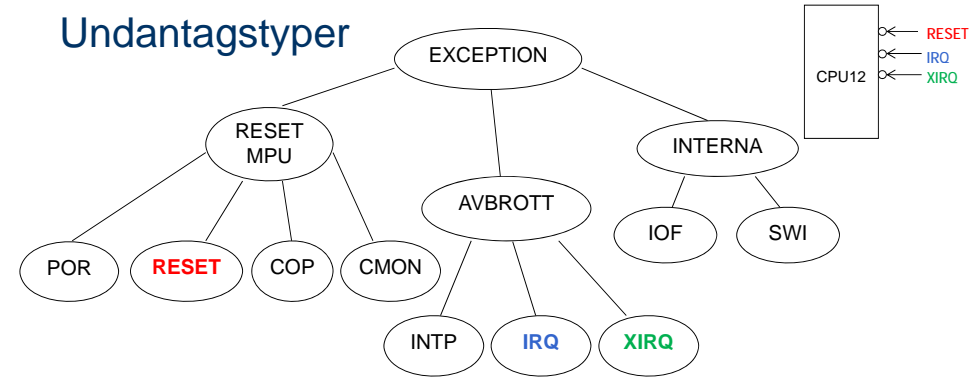 Undantagstyper
RESET
IRQ
XIRQ
CPU12
EXCEPTION
RESET
MPU
INTERNA
AVBROTT
IOF
SWI
POR
RESET
COP
CMON
INTP
IRQ
XIRQ